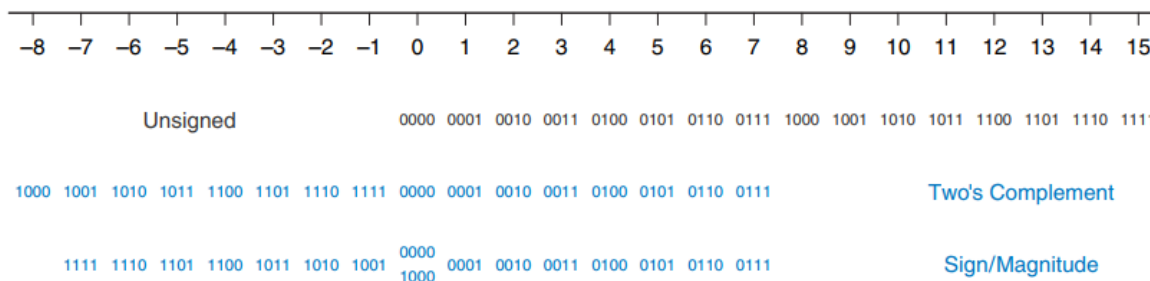 –8 –7 –6 –5 –4 –3 –2 –1 0 1 2 3 4 5 6 7 8 9 10 11 12 13 14 15
Unsigned 0000 0001 0010 0011 0100 0101 0110 0111 1000 1001 1010 1011 1100 1101 1110 1111
1000 1001 1010 1011 1100 1101 1110 1111 0000 0001 0010 0011 0100 0101 0110 0111 Two's Complement
0000
1111 1110 1101 1100 1011 1010 1001 0001 0010 0011 0100 0101 0110 0111 Sign/Magnitude
1000